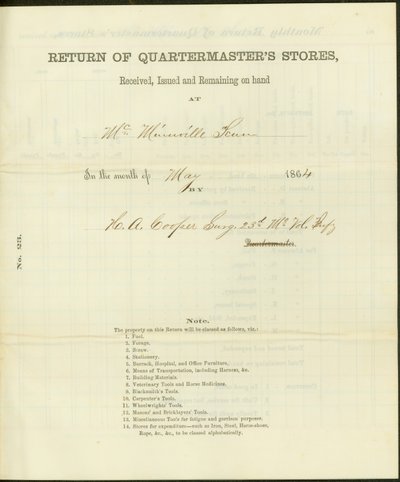 RETURN OF QUARTERMASTER'S STORES,
Received, Issued and Remaining on hand
AT
Mc Minnville Tenn
In the month of May 1864
BY
H. A. Cooper Surg. 23d Mo Vol. Infy
Quartermaster.
No. 23.
Note.
The property on this Return will be classed as follows, viz.:
1. Fuel.
2. Forage.
3. Straw.
4. Stationery.
5. Barrack, Hospital, and Office Furniture.
6. Means of Transportation, including Harness, &c.
7. Building Materials.
8. Veterinary Tools and Horse Medicines.
9. Blacksmith's Tools.
10. Carpenter's Tools.
11. Wheelwrights' Tools.
12. Masons' and Bricklayers' Tools.
13. Miscellaneous Tools for fatigue and garrison purposes.
14. Stores for expenditure—such as Iron, Steel, Horse-shoes,
Rope, &c., &c., to be classed alphabetically.